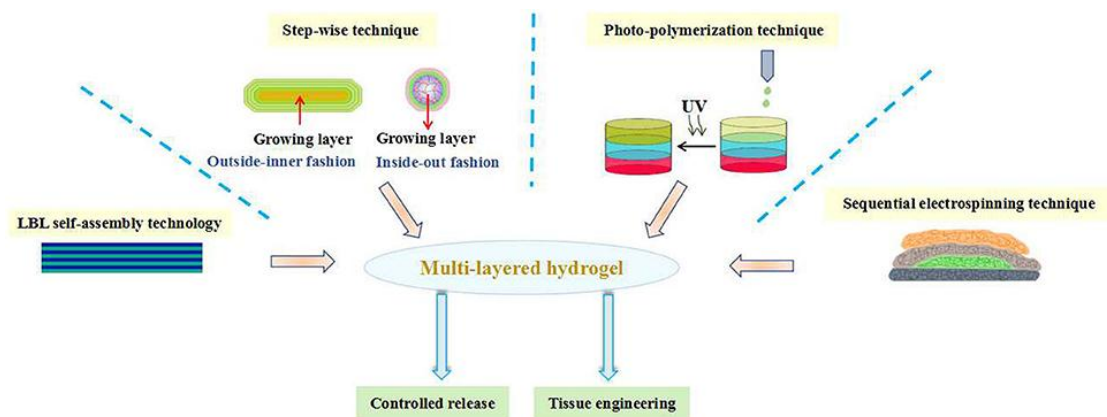 Step-wise technique
Photo-polymerization technique
UV
Growing layer
Outside-inner fashion
Growing layer
Inside-out fashion
LBL self-assembly technology
Sequential electrospinning technique
Multi-layered hydrogel
Controlled release
Tissue engineering